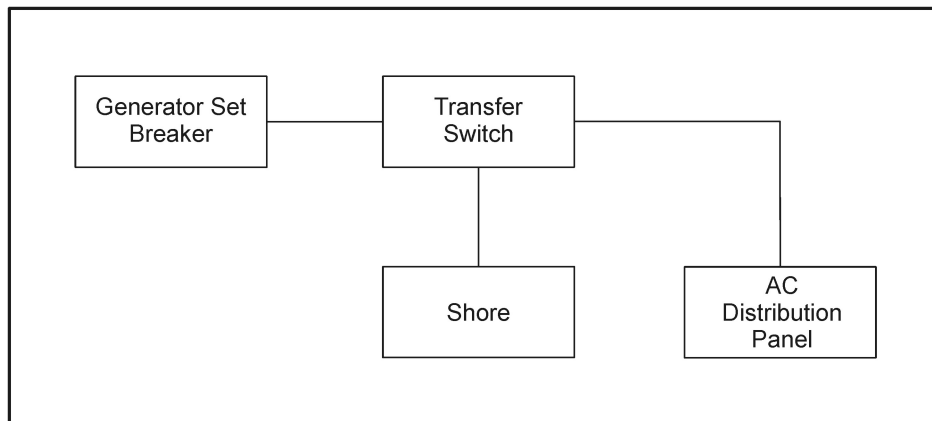 Generator Set
Breaker
Transfer
Switch
Shore
AC
Distribution
Panel